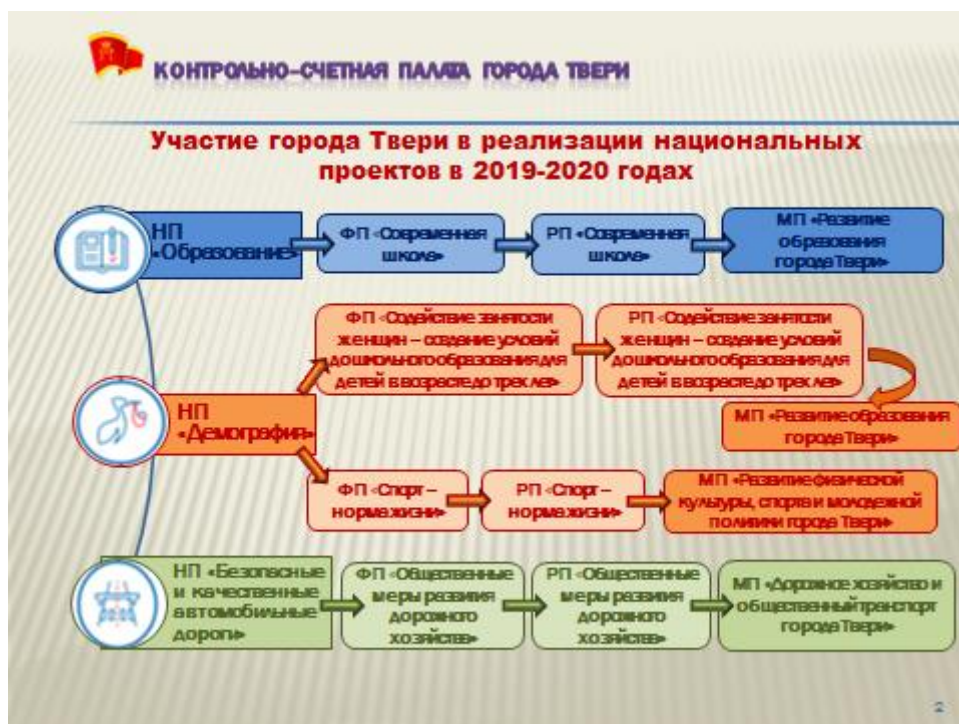 КОНТРОЛЬНО-СЧЕТНАЯ ПАЛАТА ГОРОДА ТВЕРИ
Участие города Твери в реализации национальных
проектов в 2019-2020 годах
НП
«Образование»
ФП «Современная
школа»
РП «Современная
школа»
МП «Развитие
образования
города Твери»
НП
«Демография»
ФП «Содействие занятости
женщин – создание условий
дошкольного образования для
детей в возрасте до трех лет»
РП «Содействие занятости
женщин – создание условий
дошкольного образования для
детей в возрасте до трех лет»
МП «Развитие образования
города Твери»
ФП «Спорт –
норма жизни»
РП «Спорт –
норма жизни»
МП «Развитие физической
культуры, спорта и молодежной
политики города Твери»
НП «Безопасные
и качественные
автомобильные
дороги»
ФП «Общественные
меры развития
дорожного
хозяйства»
РП «Общественные
меры развития
дорожного
хозяйства»
МП «Дорожное хозяйство и
общественный транспорт
города Твери»
2